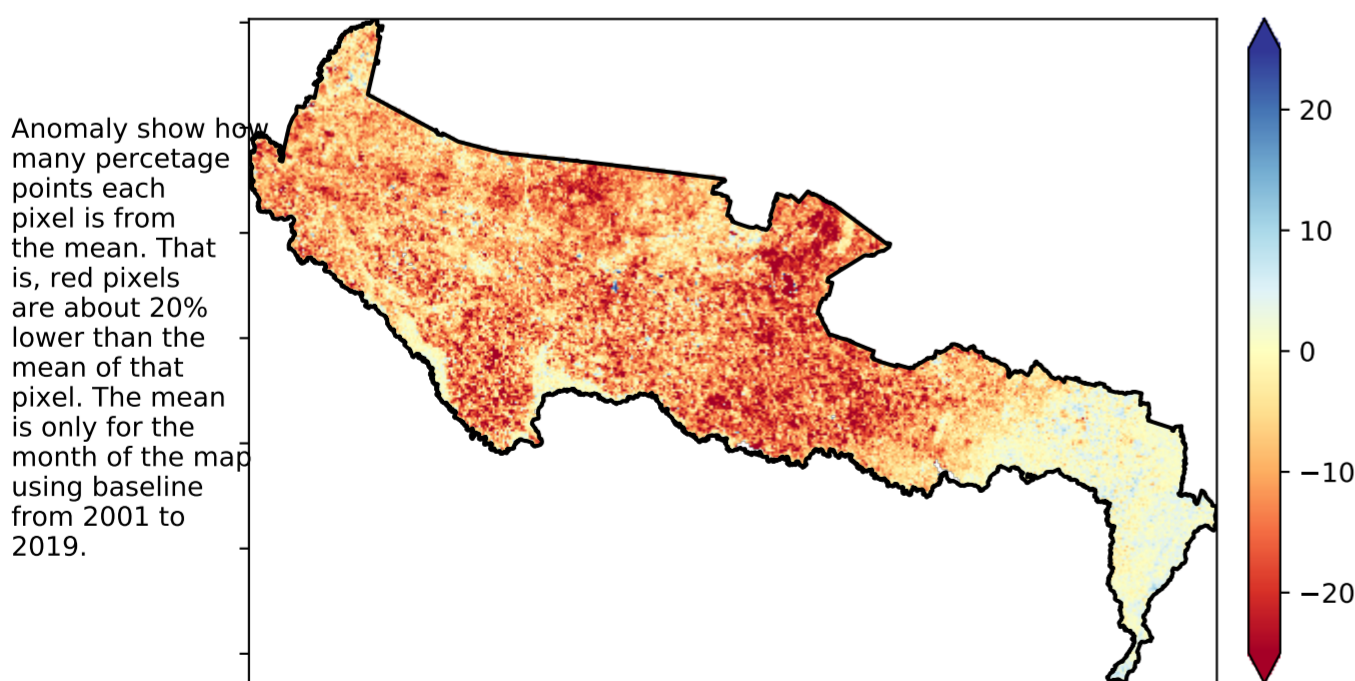 Anomaly show how
many percetage
points each
pixel is from
the mean. That
is, red pixels
are about 20%
lower than the
mean of that
pixel. The mean
is only for the
month of the map
using baseline
from 2001 to
2019.
20
10
0
−10
−20